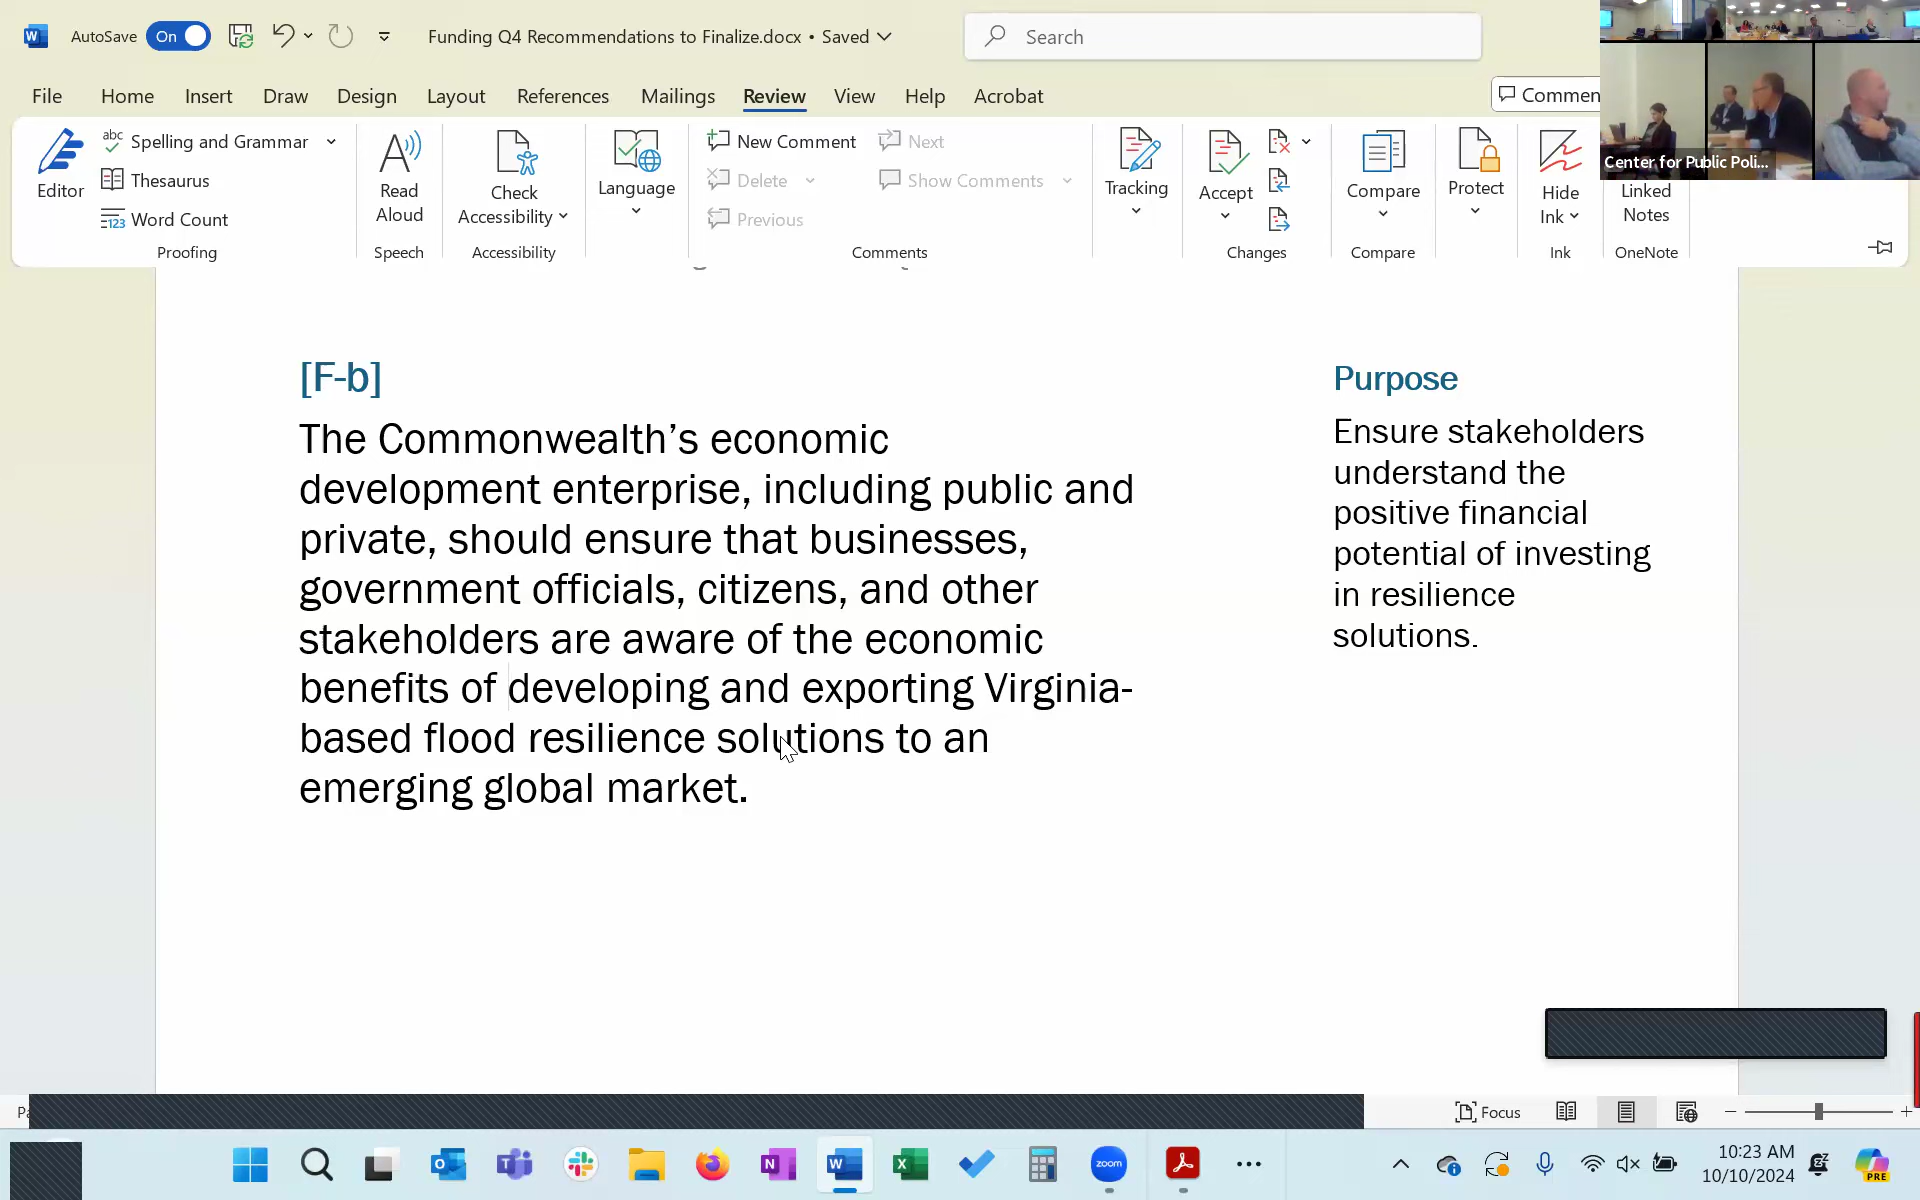 AutoSave On Funding Q4 Recommendations to Finalize.docx • Saved Search
File Home Insert Draw Design Layout References Mailings Review View Help Acrobat
Editor
abc Spelling and Grammar
Thesaurus
123 Word Count
Proofing
Read
Aloud
Speech
Check
Accessibility
Accessibility
Language
New Comment
Delete
Previous
Next
Show Comments
Comments
Tracking
Accept
Changes
Compare
Compare
Protect
Hide
Ink
Ink
Linked
Notes
OneNote
Center for Public Poli...
[F-b]
The Commonwealth’s economic
development enterprise, including public and
private, should ensure that businesses,
government officials, citizens, and other
stakeholders are aware of the economic
benefits of developing and exporting Virginia-
based flood resilience solutions to an
emerging global market.
Purpose
Ensure stakeholders
understand the
positive financial
potential of investing
in resilience
solutions.
Focus
zoom
10:23 AM
10/10/2024
PRE